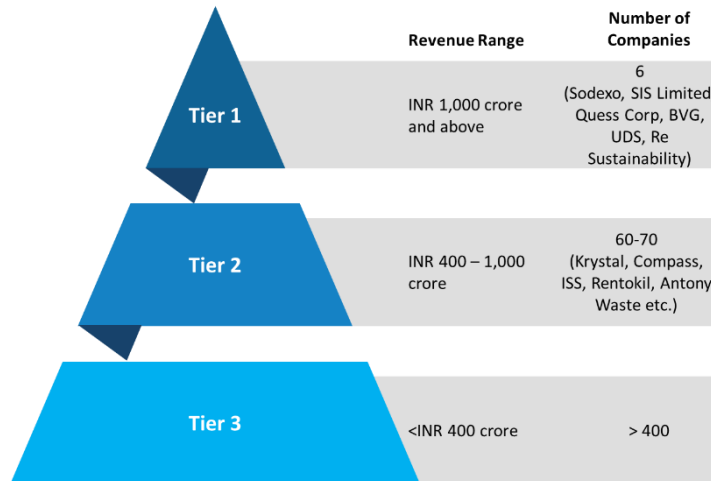 Revenue Range
Number of
Companies
Tier 1
INR 1,000 crore
and above
6
(Sodexo, SIS Limited
Quess Corp, BVG,
UDS, Re
Sustainability)
Tier 2
INR 400 – 1,000
crore
60-70
(Krystal, Compass,
ISS, Rentokil, Antony
Waste etc.)
Tier 3
<INR 400 crore
> 400